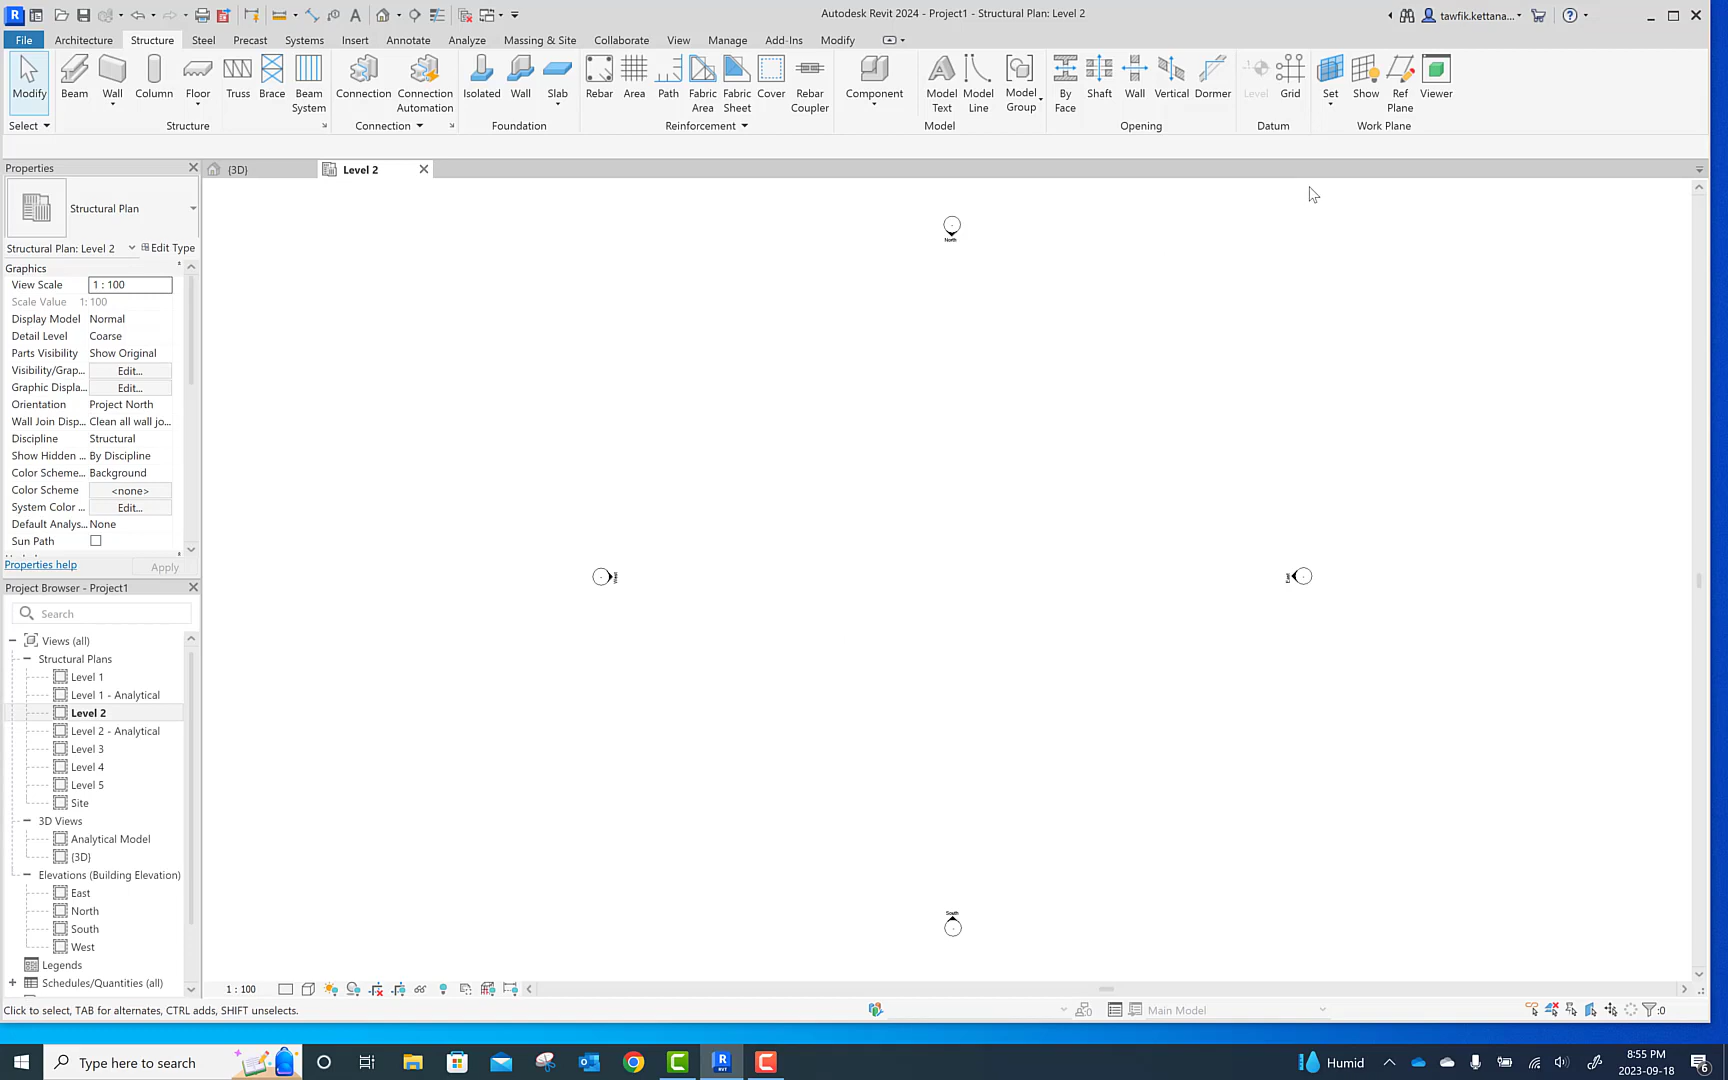 Autodesk Revit 2024 - Project1 - Structural Plan: Level 2
tawfik.kettana...
File Architecture Structure Steel Precast Systems Insert Annotate Analyze Massing & Site Collaborate View Manage Add-Ins Modify
Modify Beam Wall Column Floor Truss Brace Beam System Connection Connection Automation Isolated Wall Slab Rebar Area Path Fabric Area Fabric Sheet Cover Rebar Coupler Component Model Text Model Line Model Group By Face Shaft Wall Vertical Dormer Level Grid Set Show Ref Plane Viewer
Select Structure Connection Foundation Reinforcement Model Opening Datum Work Plane
Properties
{3D} Level 2
Structural Plan
Structural Plan: Level 2 Edit Type
Graphics
View Scale 1 : 100
Scale Value 1: 100
Display Model Normal
Detail Level Coarse
Parts Visibility Show Original
Visibility/Grap... Edit...
Graphic Displa... Edit...
Orientation Project North
Wall Join Disp... Clean all wall jo...
Discipline Structural
Show Hidden ... By Discipline
Color Scheme... Background
Color Scheme <none>
System Color ... Edit...
Default Analys... None
Sun Path
Properties help Apply
Project Browser - Project1
Search
Views (all)
Structural Plans
Level 1
Level 1 - Analytical
Level 2
Level 2 - Analytical
Level 3
Level 4
Level 5
Site
3D Views
Analytical Model
{3D}
Elevations (Building Elevation)
East
North
South
West
Legends
Schedules/Quantities (all)
North
West
East
South
1 : 100
Click to select, TAB for alternates, CTRL adds, SHIFT unselects.
Main Model
:0
Type here to search
Humid
8:55 PM
2023-09-18
6